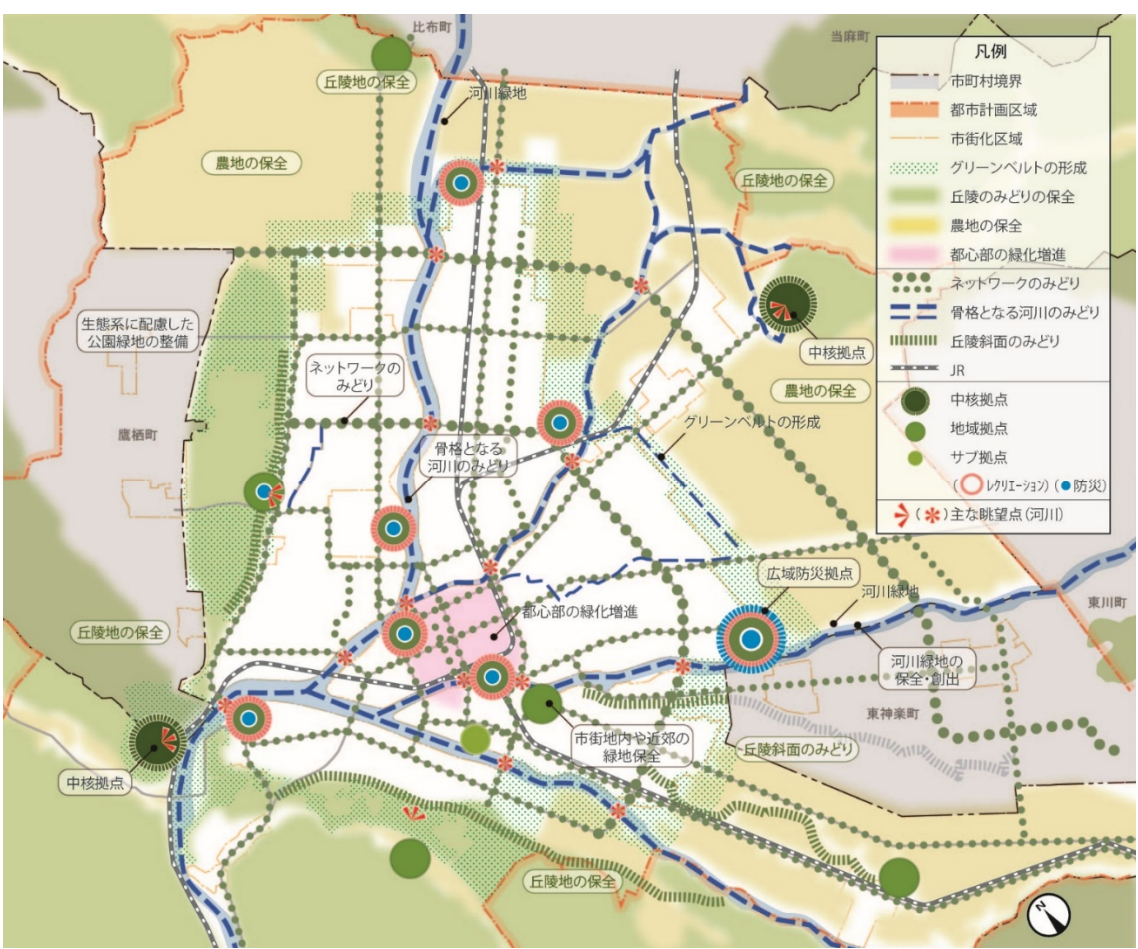 比布町
当麻町
丘陵地の保全
河川緑地
農地の保全
丘陵地の保全
生態系に配慮した
公園緑地の整備
中核拠点
ネットワークの
みどり
農地の保全
鷹栖町
グリーンベルトの形成
骨格となる
河川のみどり
広域防災拠点
河川緑地
都心部の緑化増進
東川町
丘陵地の保全
河川緑地の
保全・創出
東神楽町
市街地内や近郊の
緑地保全
丘陵斜面のみどり
中核拠点
丘陵地の保全
N
凡例
市町村境界
都市計画区域
市街化区域
グリーンベルトの形成
丘陵のみどりの保全
農地の保全
都心部の緑化増進
ネットワークのみどり
骨格となる河川のみどり
丘陵斜面のみどり
JR
中核拠点
地域拠点
サブ拠点
(レクリエーション) (防災)
( )主な眺望点(河川)